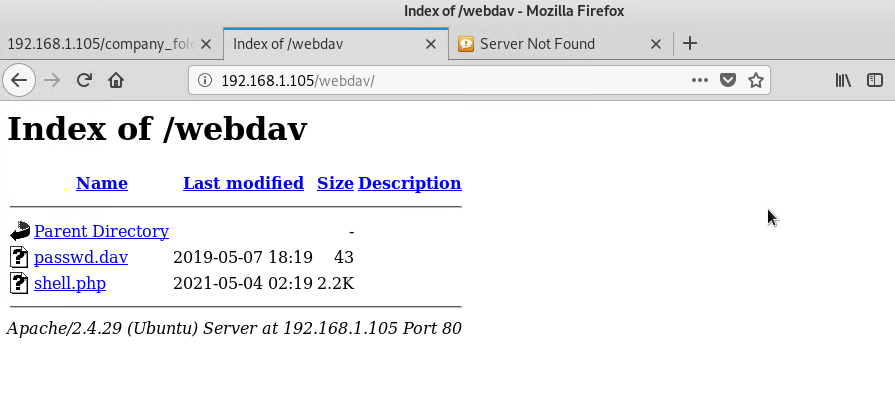 Index of /webdav - Mozilla Firefox
192.168.1.105/company_fol
Index of /webdav
Server Not Found
192.168.1.105/webdav/
Index of /webdav
Name Last modified Size Description
Parent Directory -
passwd.dav 2019-05-07 18:19 43
shell.php 2021-05-04 02:19 2.2K
Apache/2.4.29 (Ubuntu) Server at 192.168.1.105 Port 80